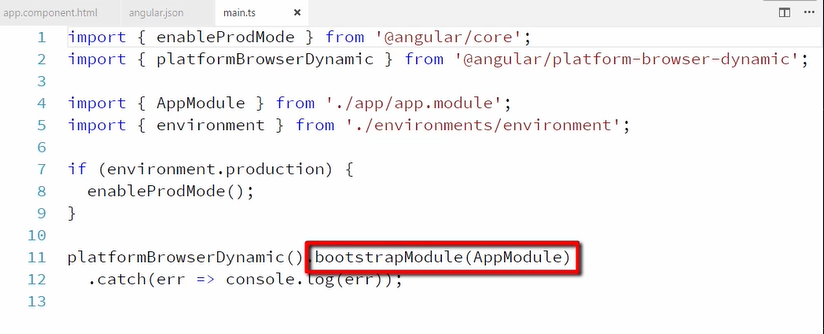 app.component.html angular.json main.ts ×
1 import { enableProdMode } from '@angular/core';
2 import { platformBrowserDynamic } from '@angular/platform-browser-dynamic';
3
4 import { AppModule } from './app/app.module';
5 import { environment } from './environments/environment';
6
7 if (environment.production) {
8 enableProdMode();
9 }
10
11 platformBrowserDynamic().bootstrapModule(AppModule)
12 .catch(err => console.log(err));
13